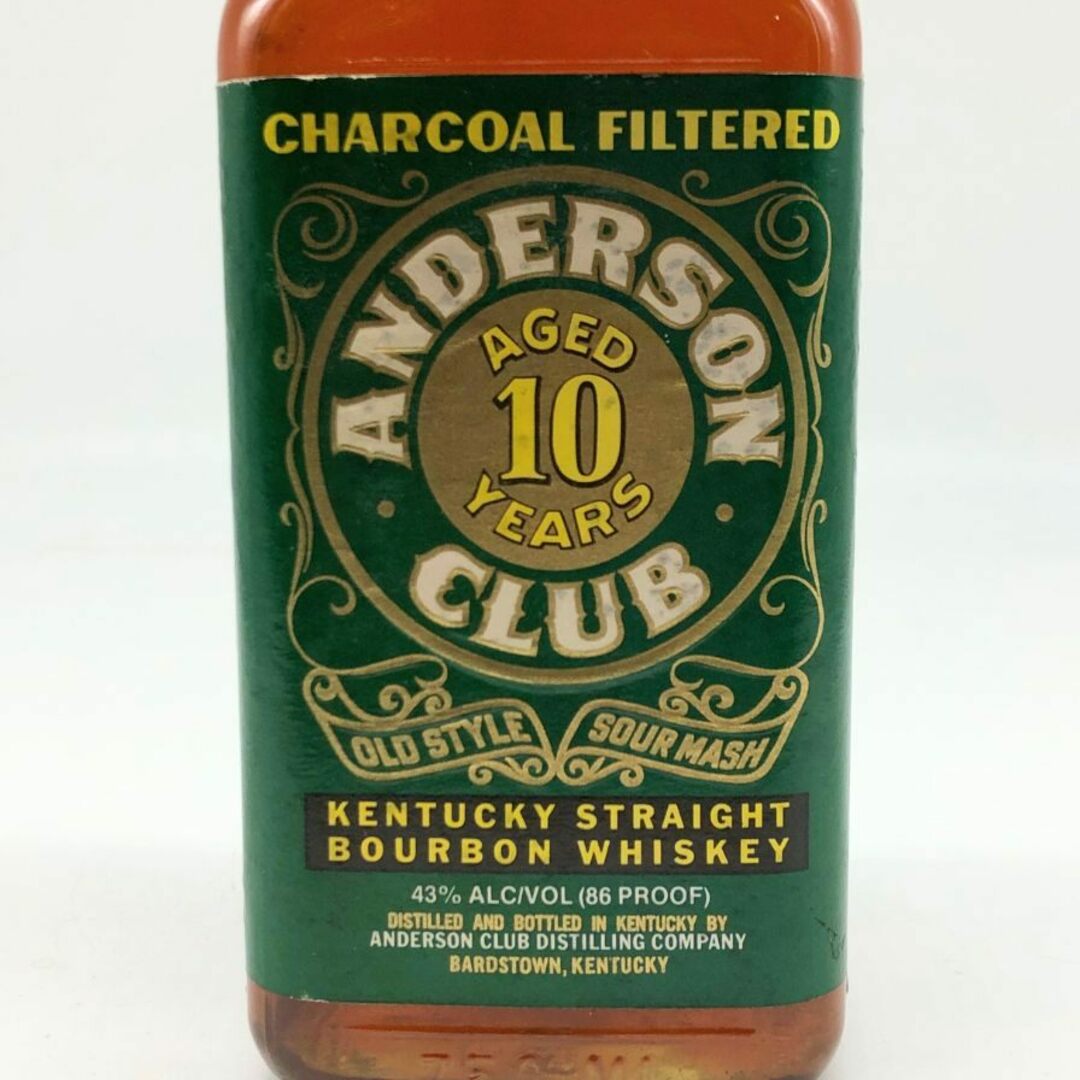 CHARCOAL FILTERED
ANDERSON
AGED
10
YEARS
CLUB
OLD STYLE
SOUR MASH
KENTUCKY STRAIGHT
BOURBON WHISKEY
43% ALC/VOL (86 PROOF)
DISTILLED AND BOTTLED IN KENTUCKY BY
ANDERSON CLUB DISTILLING COMPANY
BARDSTOWN, KENTUCKY